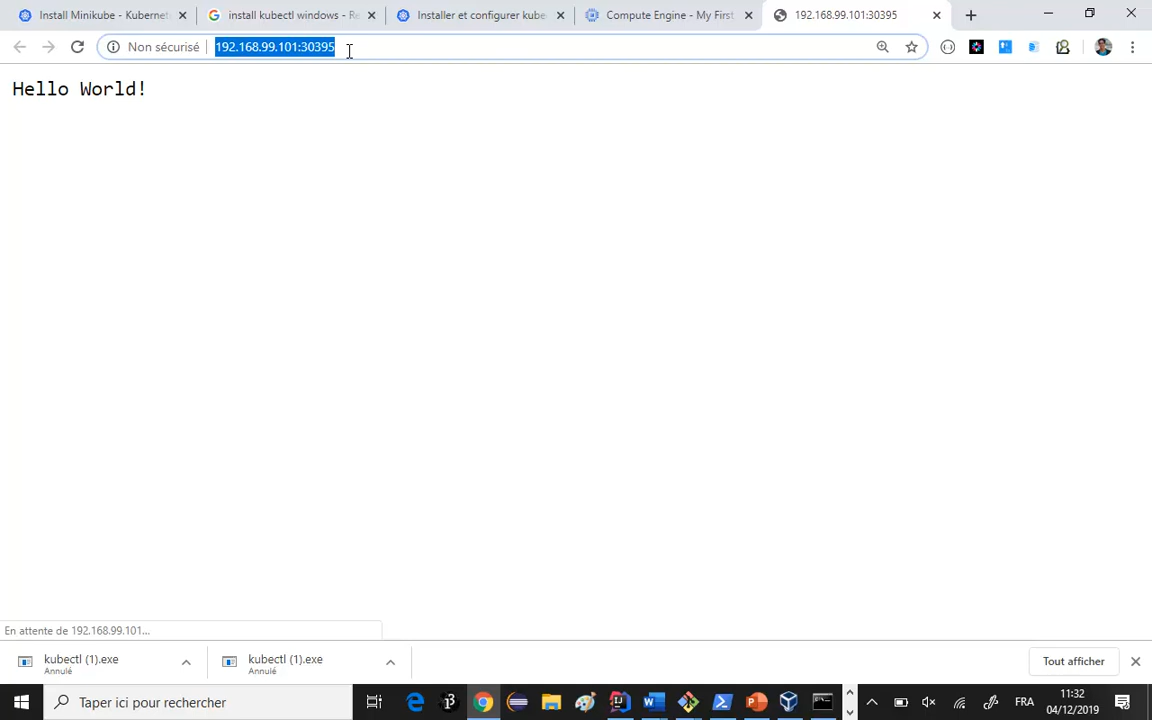 Install Minikube - Kubernet
install kubectl windows - Re
Installer et configurer kube
Compute Engine - My First
192.168.99.101:30395
Non sécurisé
192.168.99.101:30395
Hello World!
En attente de 192.168.99.101...
kubectl (1).exe
Annulé
kubectl (1).exe
Annulé
Tout afficher
Taper ici pour rechercher
FRA
11:32
04/12/2019